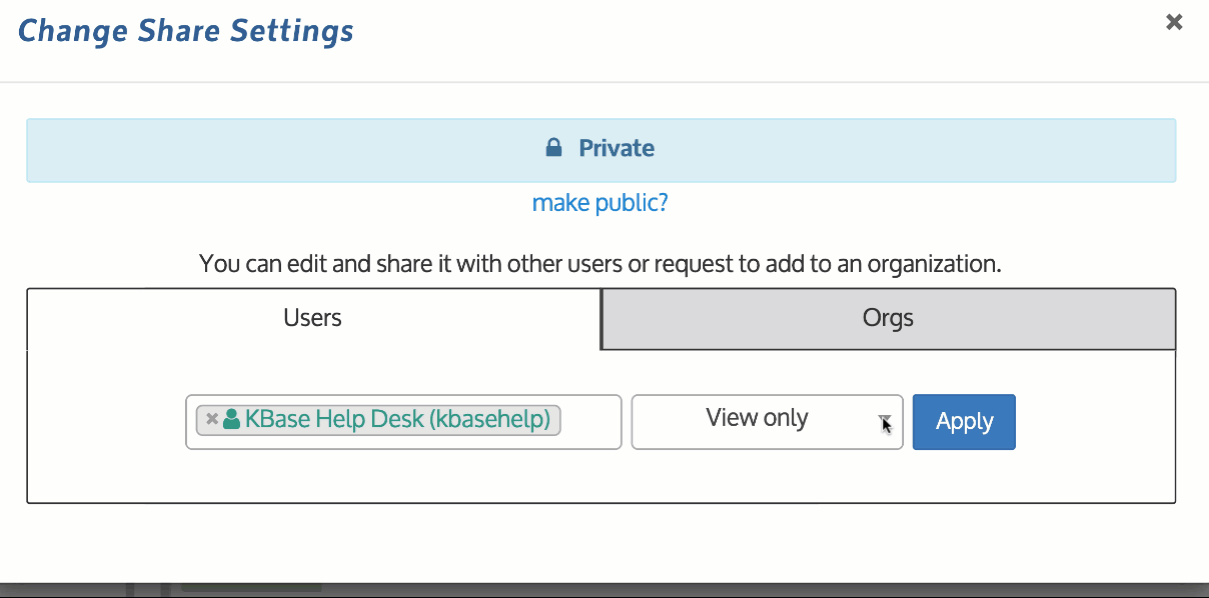 Change Share Settings
Private
make public?
You can edit and share it with other users or request to add to an organization.
Users
Orgs
KBase Help Desk (kbasehelp)
View only
Apply